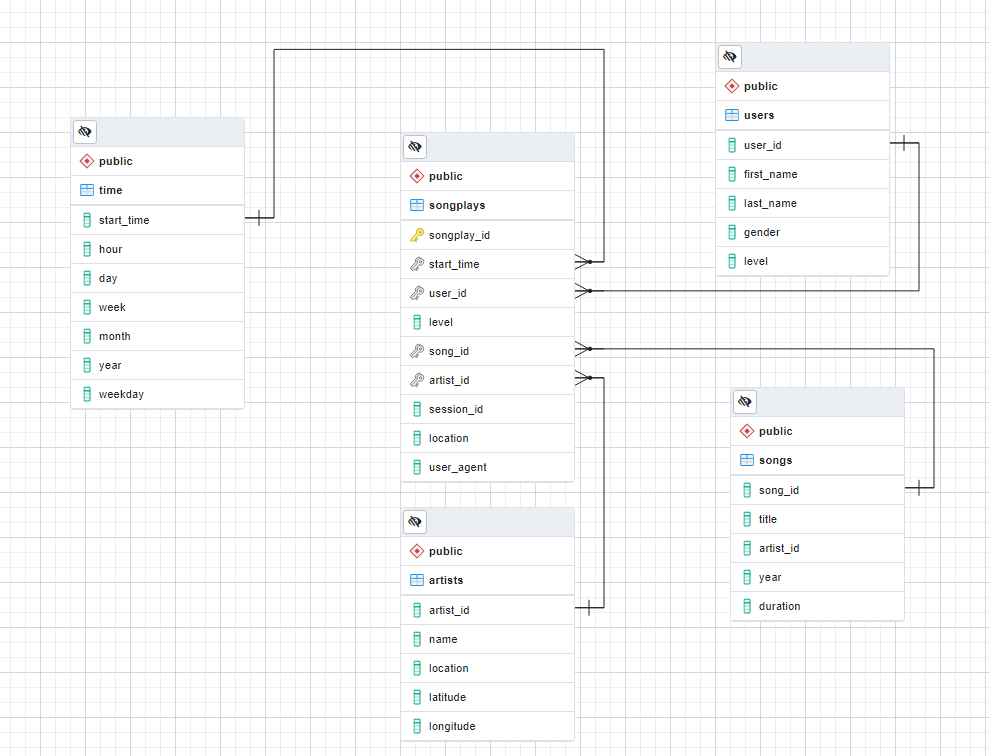 public
time
start_time
hour
day
week
month
year
weekday
public
songplays
songplay_id
start_time
user_id
level
song_id
artist_id
session_id
location
user_agent
public
artists
artist_id
name
location
latitude
longitude
public
users
user_id
first_name
last_name
gender
level
public
songs
song_id
title
artist_id
year
duration